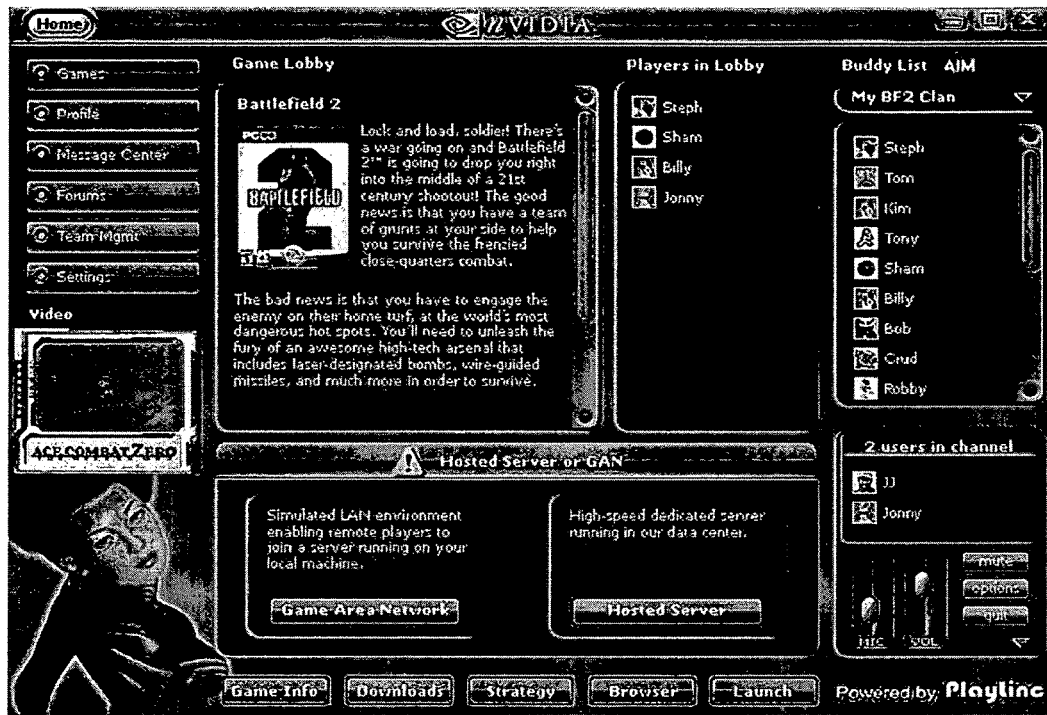 Home
NVIDIA
Games
Profile
Message Center
Forums
Team Mgmt
Settings
Video
ACE COMBAT ZERO
Game Lobby
Battlefield 2
PCCD
BATTLEFIELD
2
Lock and load, soldier! There's
a war going on and Battlefield
2™ is going to drop you right
into the middle of a 21st
century shootout! The good
news is that you have a team
of grunts at your side to help
you survive the frenzied
close-quarters combat.
The bad news is that you have to engage the
enemy on their home turf, at the world's most
dangerous hot spots. You'll need to unleash the
fury of an awesome high-tech arsenal that
includes laser-designated bombs, wire-guided
missiles, and much more in order to survive.
Players in Lobby
Steph
Sham
Billy
Jonny
Buddy List AIM
My BF2 Clan
Steph
Tom
Kim
Tony
Sham
Billy
Bob
Crud
Robby
Hosted Server or GAN
Simulated LAN environment
enabling remote players to
join a server running on your
local machine.
Game Area Network
High-speed dedicated server
running in our data center.
Hosted Server
2 users in channel
JJ
Jonny
mute
options
quit
MIC VOL
Game Info Downloads Strategy Browser Launch
Powered by, Playlinc